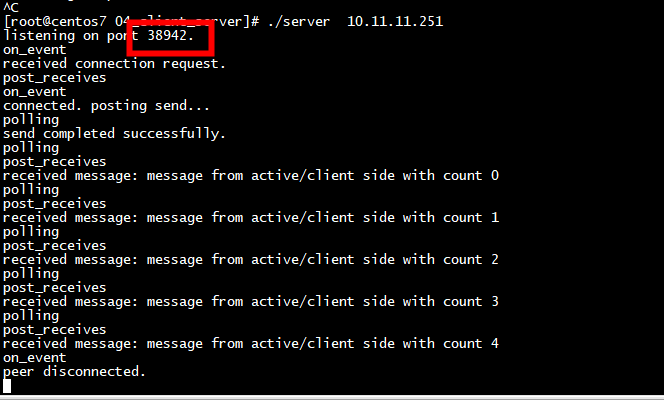 ^C
[root@centos7 04_client_server]# ./server  10.11.11.251
listening on port 38942.
on_event
received connection request.
post_receives
on_event
connected. posting send...
polling
send completed successfully.
polling
post_receives
received message: message from active/client side with count 0
polling
post_receives
received message: message from active/client side with count 1
polling
post_receives
received message: message from active/client side with count 2
polling
post_receives
received message: message from active/client side with count 3
polling
post_receives
received message: message from active/client side with count 4
on_event
peer disconnected.